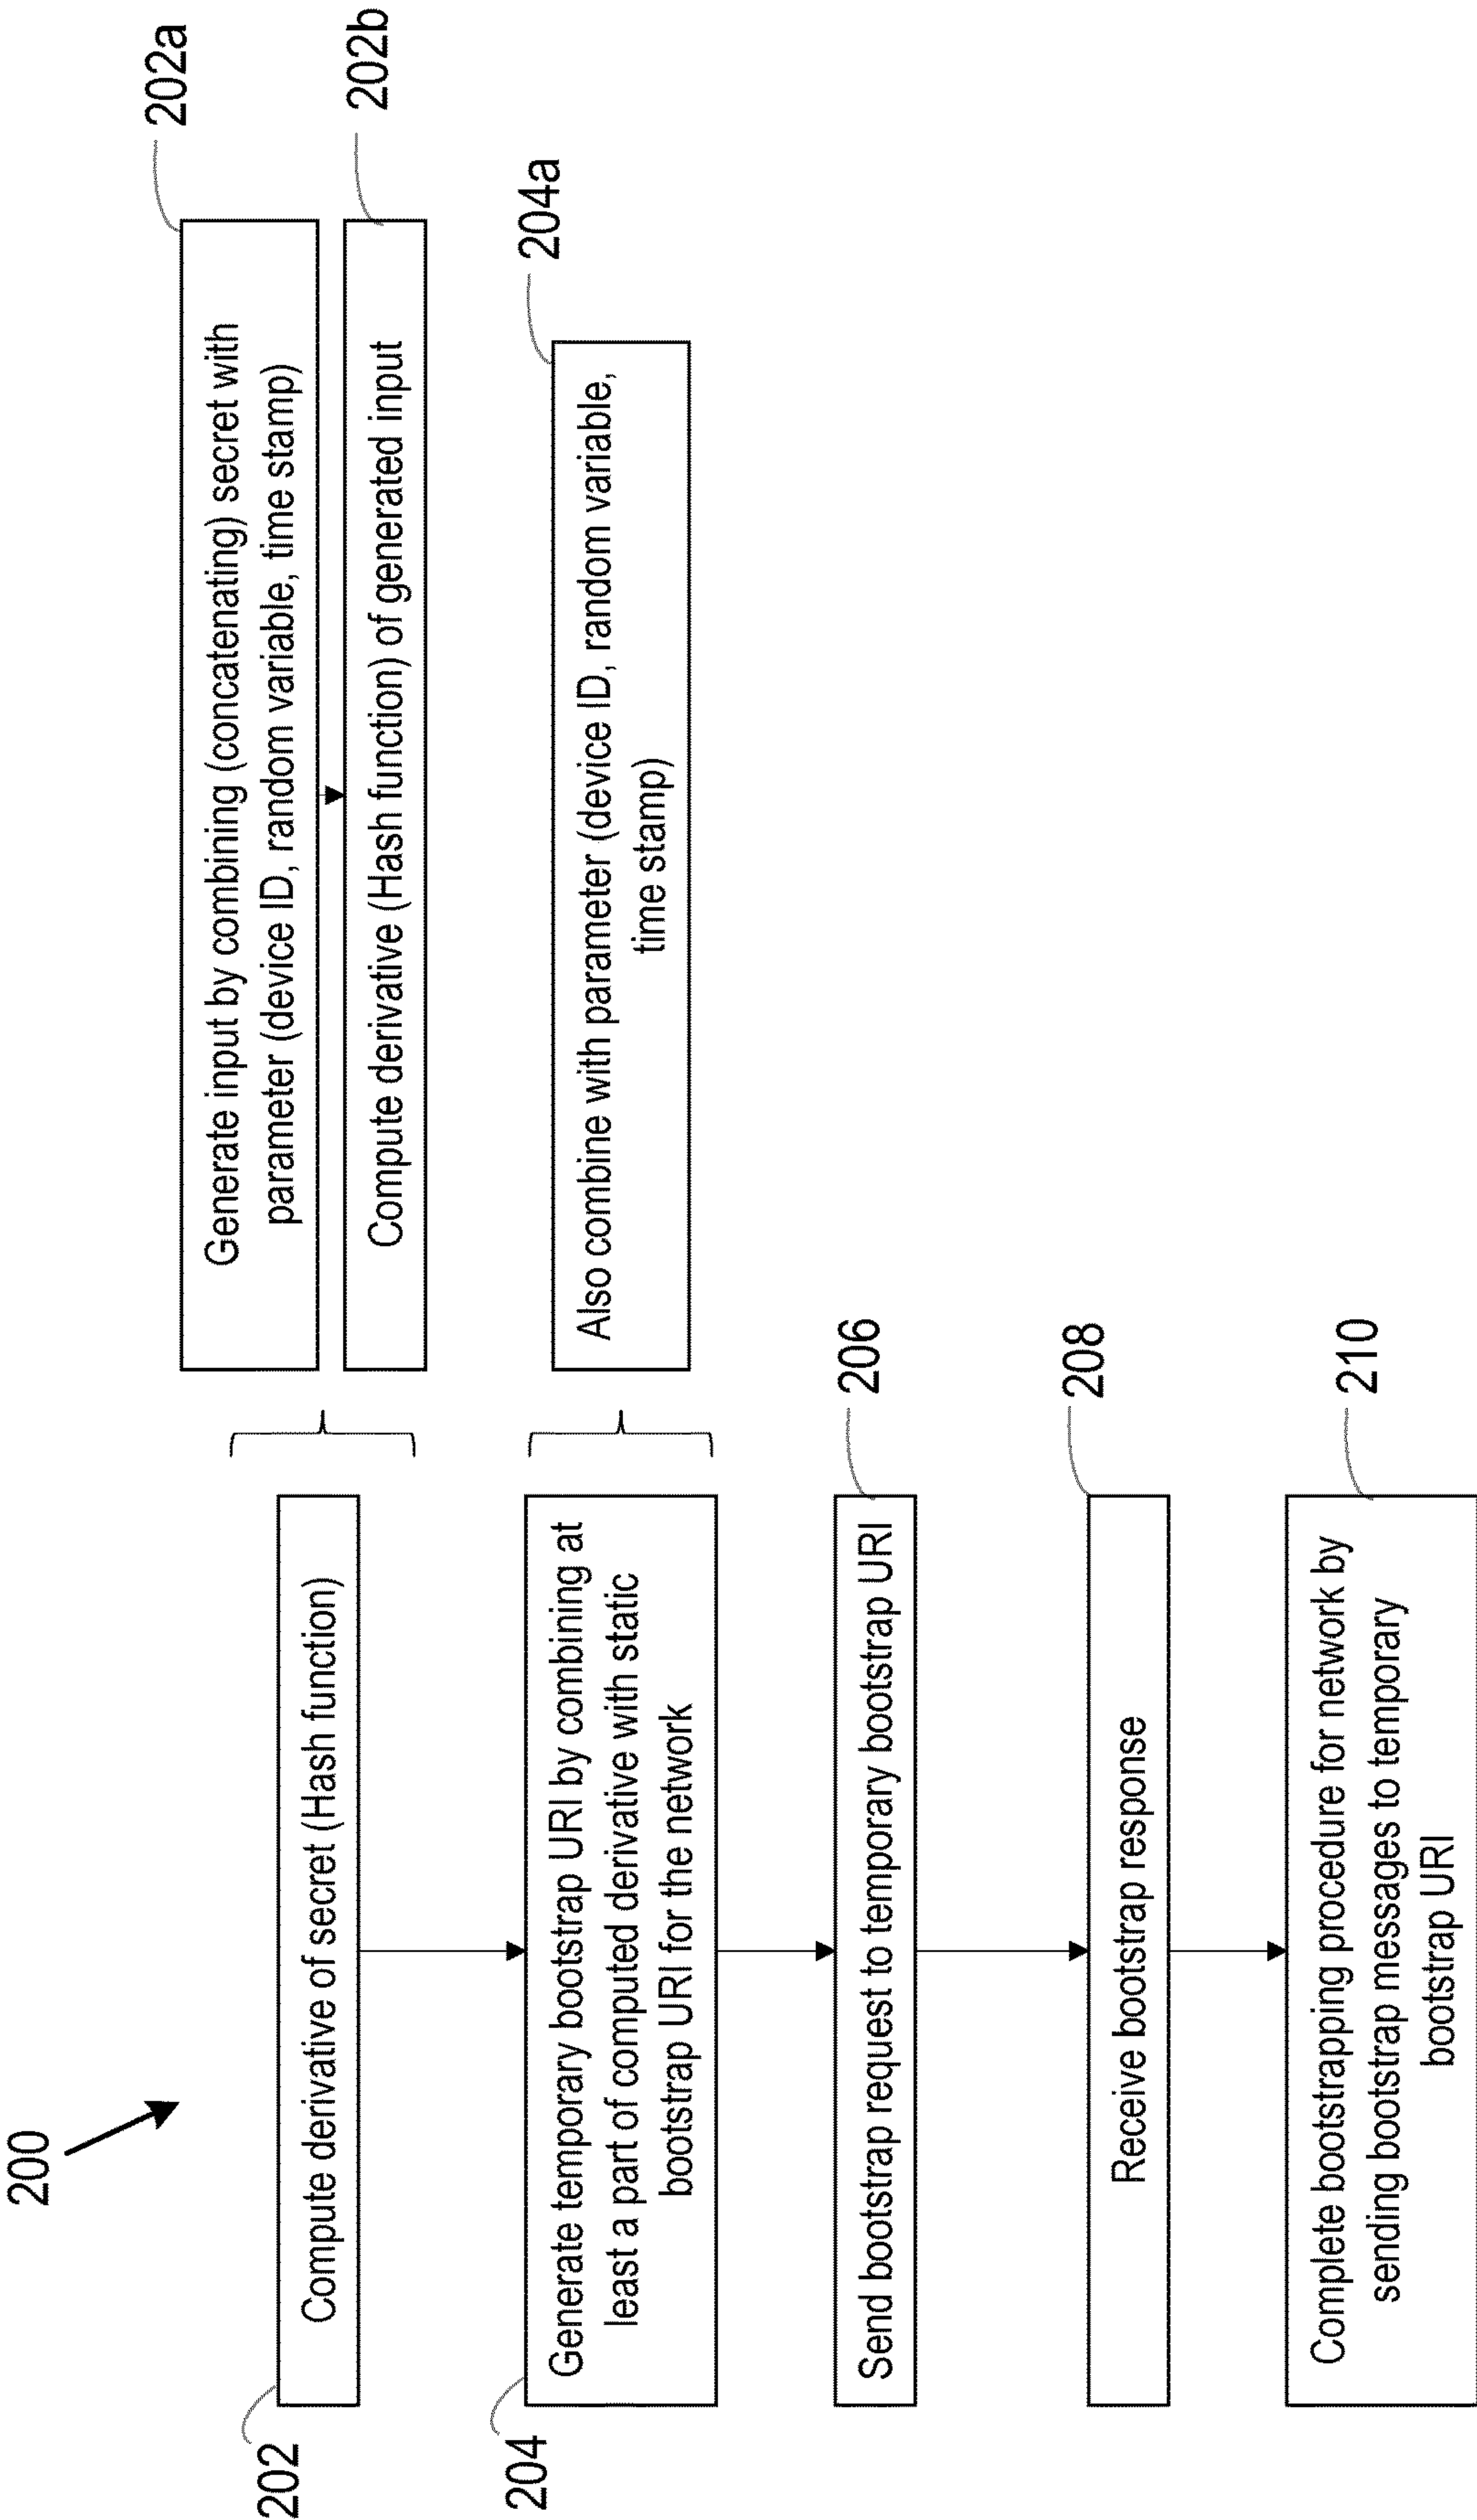 200
202
Compute derivative of secret (Hash function)
202a
Generate input by combining (concatenating) secret with
parameter (device ID, random variable, time stamp)
202b
Compute derivative (Hash function) of generated input
204
Generate temporary bootstrap URI by combining at
least a part of computed derivative with static
bootstrap URI for the network
204a
Also combine with parameter (device ID, random variable,
time stamp)
206
Send bootstrap request to temporary bootstrap URI
208
Receive bootstrap response
210
Complete bootstrapping procedure for network by
sending bootstrap messages to temporary
bootstrap URI